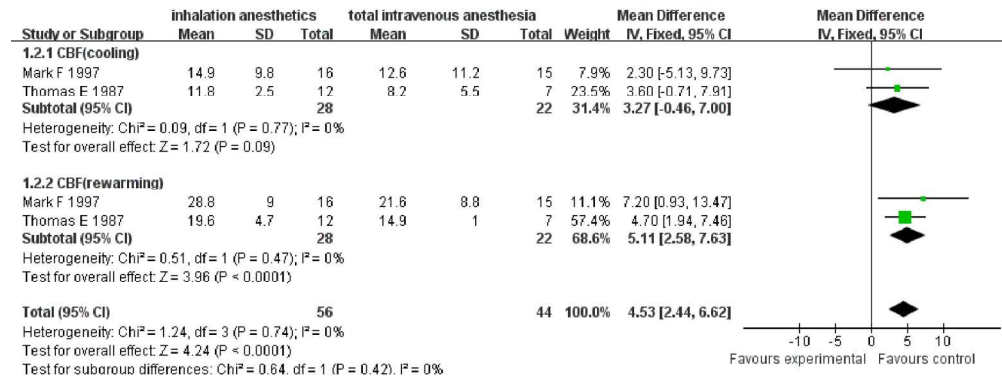 inhalation anesthetics total intravenous anesthesia Mean Difference Mean Difference
Study or Subgroup Mean SD Total Mean SD Total Weight IV, Fixed, 95% CI IV, Fixed, 95% CI
1.2.1 CBF(cooling)
Mark F 1997 14.9 9.8 16 12.6 11.2 15 7.9% 2.30 [-5.13, 9.73]
Thomas E 1987 11.8 2.5 12 8.2 5.5 7 23.5% 3.60 [-0.71, 7.91]
Subtotal (95% CI) 28 22 31.4% 3.27 [-0.46, 7.00]
Heterogeneity: Chi² = 0.09, df = 1 (P = 0.77); I² = 0%
Test for overall effect: Z = 1.72 (P = 0.09)
1.2.2 CBF(rewarming)
Mark F 1997 28.8 9 16 21.6 8.8 15 11.1% 7.20 [0.93, 13.47]
Thomas E 1987 19.6 4.7 12 14.9 1 7 57.4% 4.70 [1.94, 7.46]
Subtotal (95% CI) 28 22 68.6% 5.11 [2.58, 7.63]
Heterogeneity: Chi² = 0.51, df = 1 (P = 0.47); I² = 0%
Test for overall effect: Z = 3.96 (P < 0.0001)
Total (95% CI) 56 44 100.0% 4.53 [2.44, 6.62]
Heterogeneity: Chi² = 1.24, df = 3 (P = 0.74); I² = 0%
Test for overall effect: Z = 4.24 (P < 0.0001)
Test for subgroup differences: Chi² = 0.64, df = 1 (P = 0.42), I² = 0%
-10 -5 0 5 10
Favours experimental Favours control